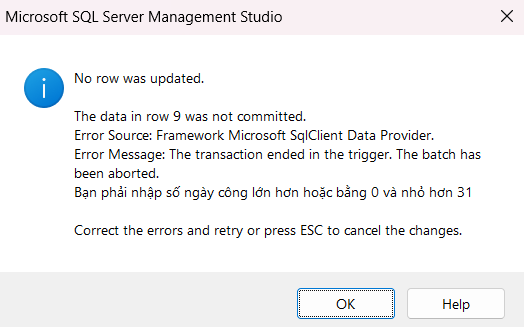 Microsoft SQL Server Management Studio
No row was updated.
The data in row 9 was not committed.
Error Source: Framework Microsoft SqlClient Data Provider.
Error Message: The transaction ended in the trigger. The batch has
been aborted.
Bạn phải nhập số ngày công lớn hơn hoặc bằng 0 và nhỏ hơn 31
Correct the errors and retry or press ESC to cancel the changes.
OK
Help